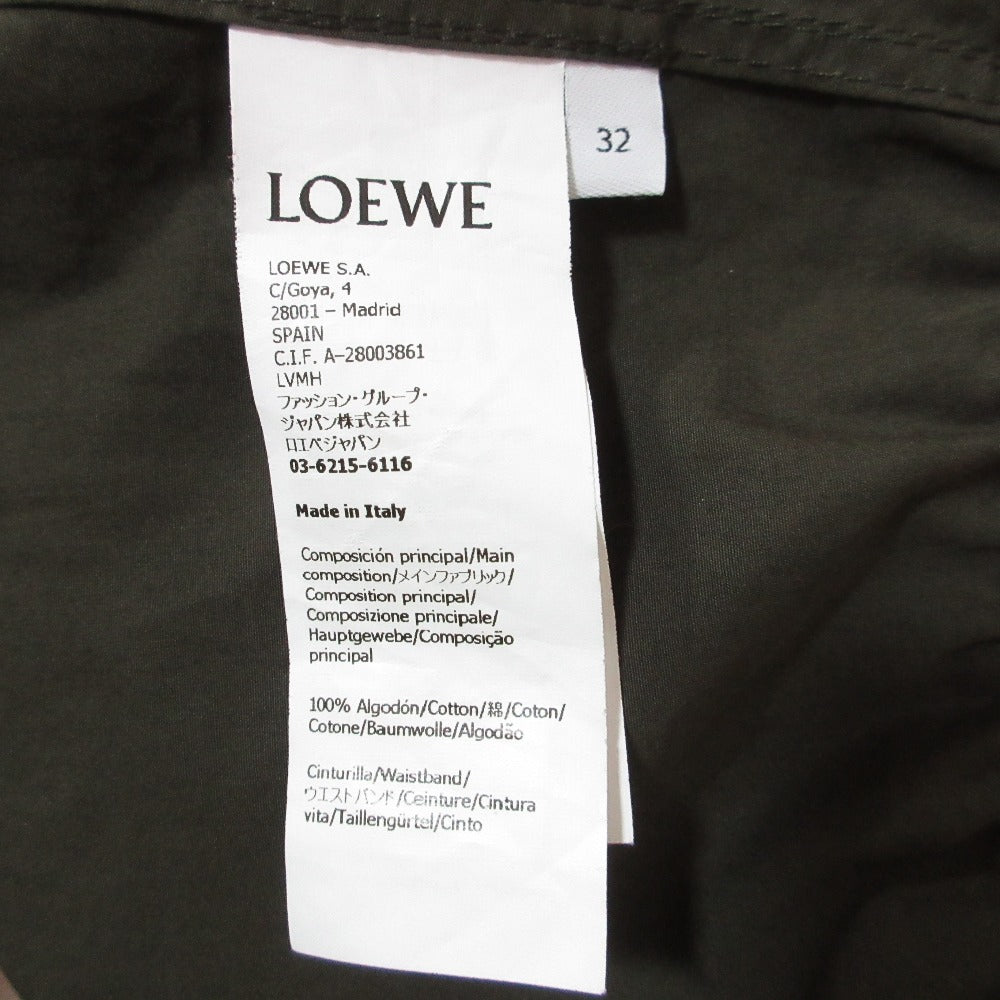 32
LOEWE
LOEWE S.A.
C/Goya, 4
28001 – Madrid
SPAIN
C.I.F. A–28003861
LVMH
ファッション・グループ・
ジャパン株式会社
ロエベジャパン
03-6215-6116
Made in Italy
Composición principal/Main
composition/メインファブリック/
Composition principal/
Composizione principale/
Hauptgewebe/Composição
principal
100% Algodón/Cotton/綿/Coton/
Cotone/Baumwolle/Algodão
Cinturilla/Waistband/
ウエストバンド/Ceinture/Cintura
vita/Taillengürtel/Cinto